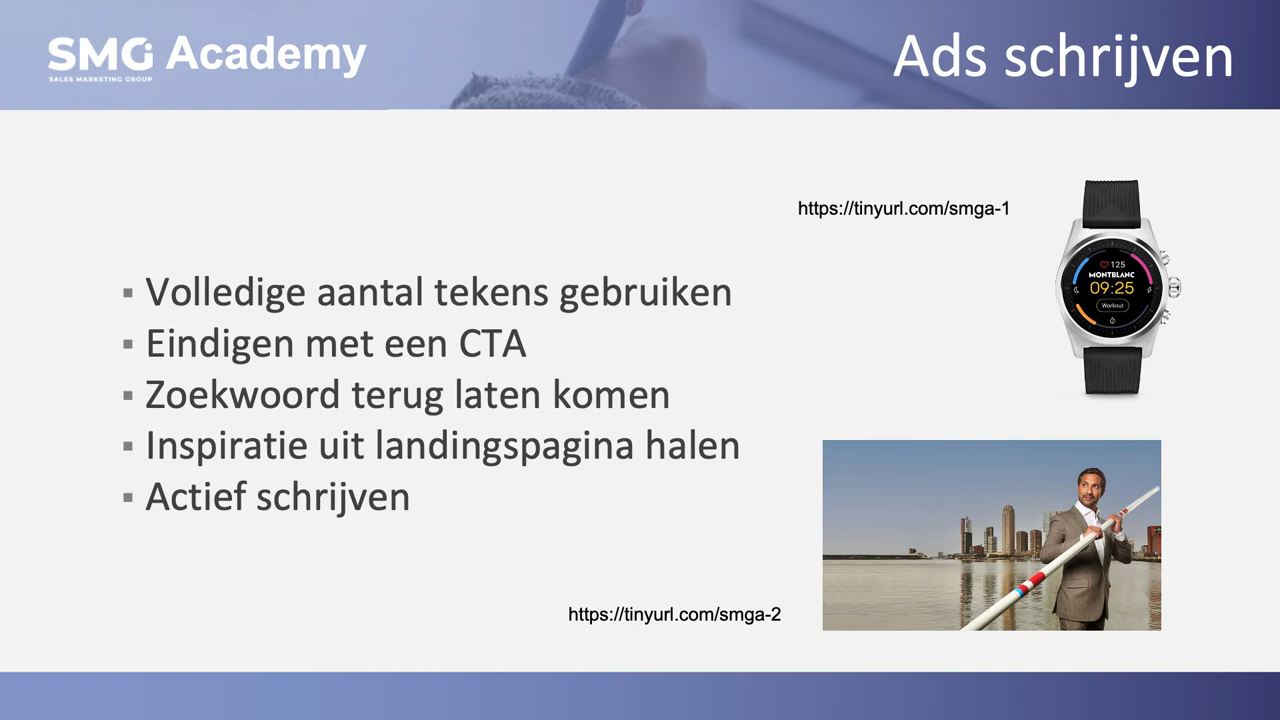 SMG Academy
SALES MARKETING GROUP
Ads schrijven
https://tinyurl.com/smga-1
125
MONTBLANC
09:25
Workout
▪ Volledige aantal tekens gebruiken
▪ Eindigen met een CTA
▪ Zoekwoord terug laten komen
▪ Inspiratie uit landingspagina halen
▪ Actief schrijven
https://tinyurl.com/smga-2